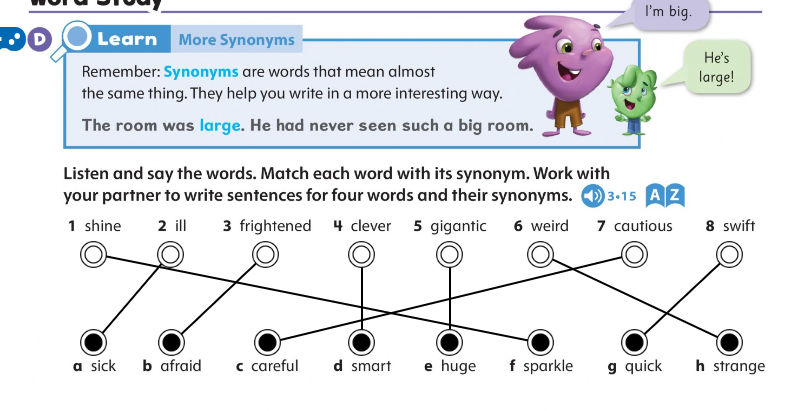 Word Study
I'm big.
D Learn More Synonyms
He's
large!
Remember: Synonyms are words that mean almost
the same thing. They help you write in a more interesting way.
The room was large. He had never seen such a big room.
Listen and say the words. Match each word with its synonym. Work with
your partner to write sentences for four words and their synonyms. 3•15 A Z
1 shine 2 ill 3 frightened 4 clever 5 gigantic 6 weird 7 cautious 8 swift
a sick b afraid c careful d smart e huge f sparkle g quick h strange